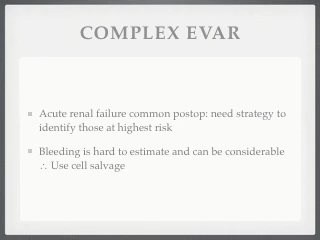 COMPLEX EVAR
Acute renal failure common postop: need strategy to
identify those at highest risk
Bleeding is hard to estimate and can be considerable
∴ Use cell salvage